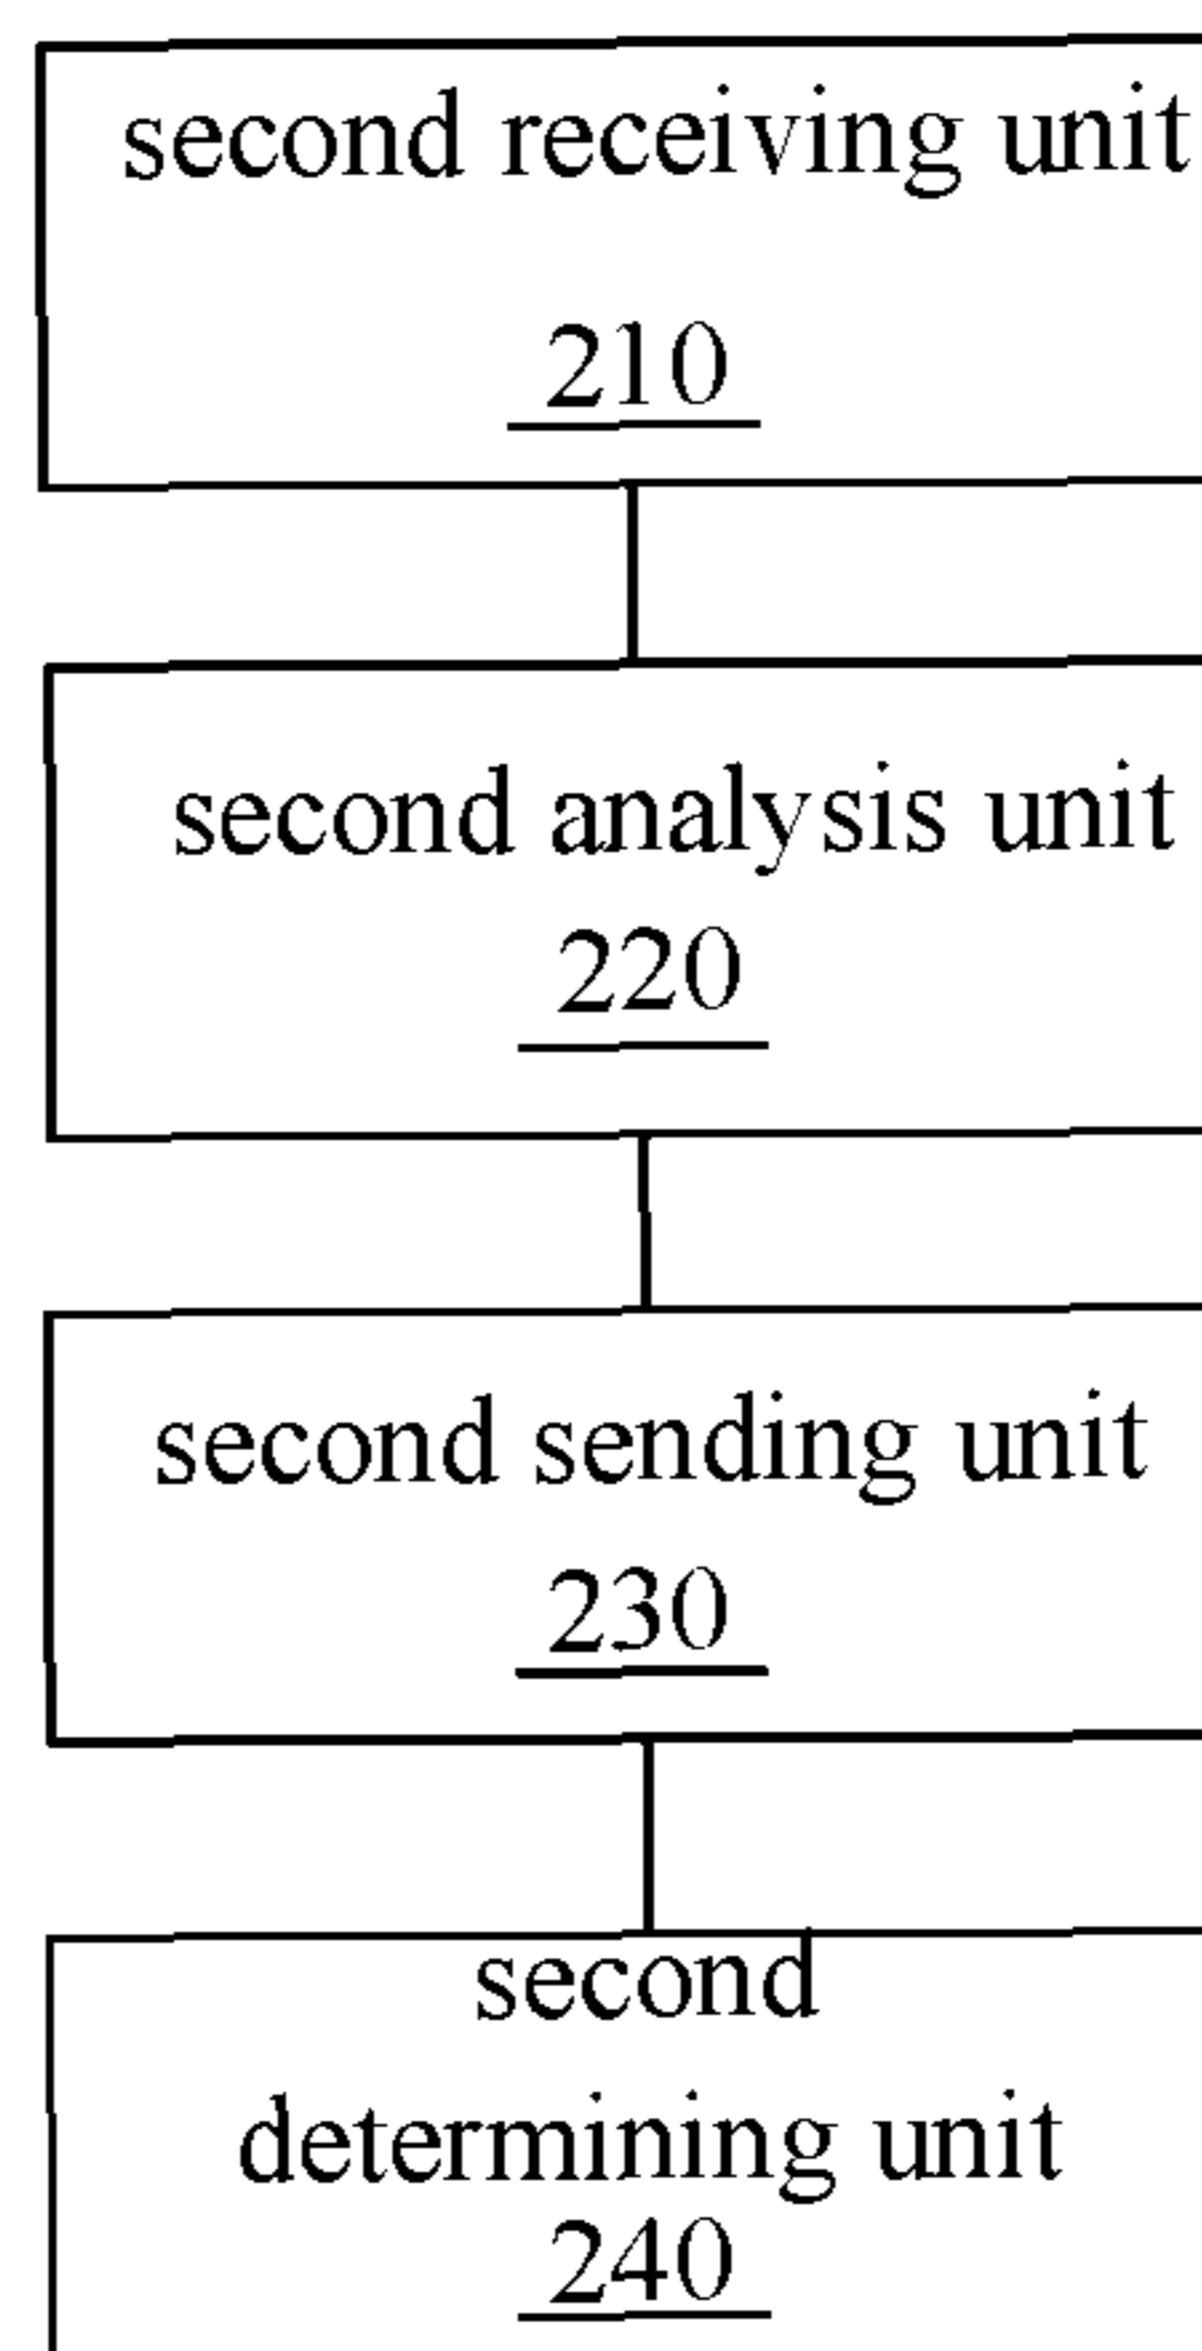 second receiving unit
210
second analysis unit
220
second sending unit
230
second
determining unit
240